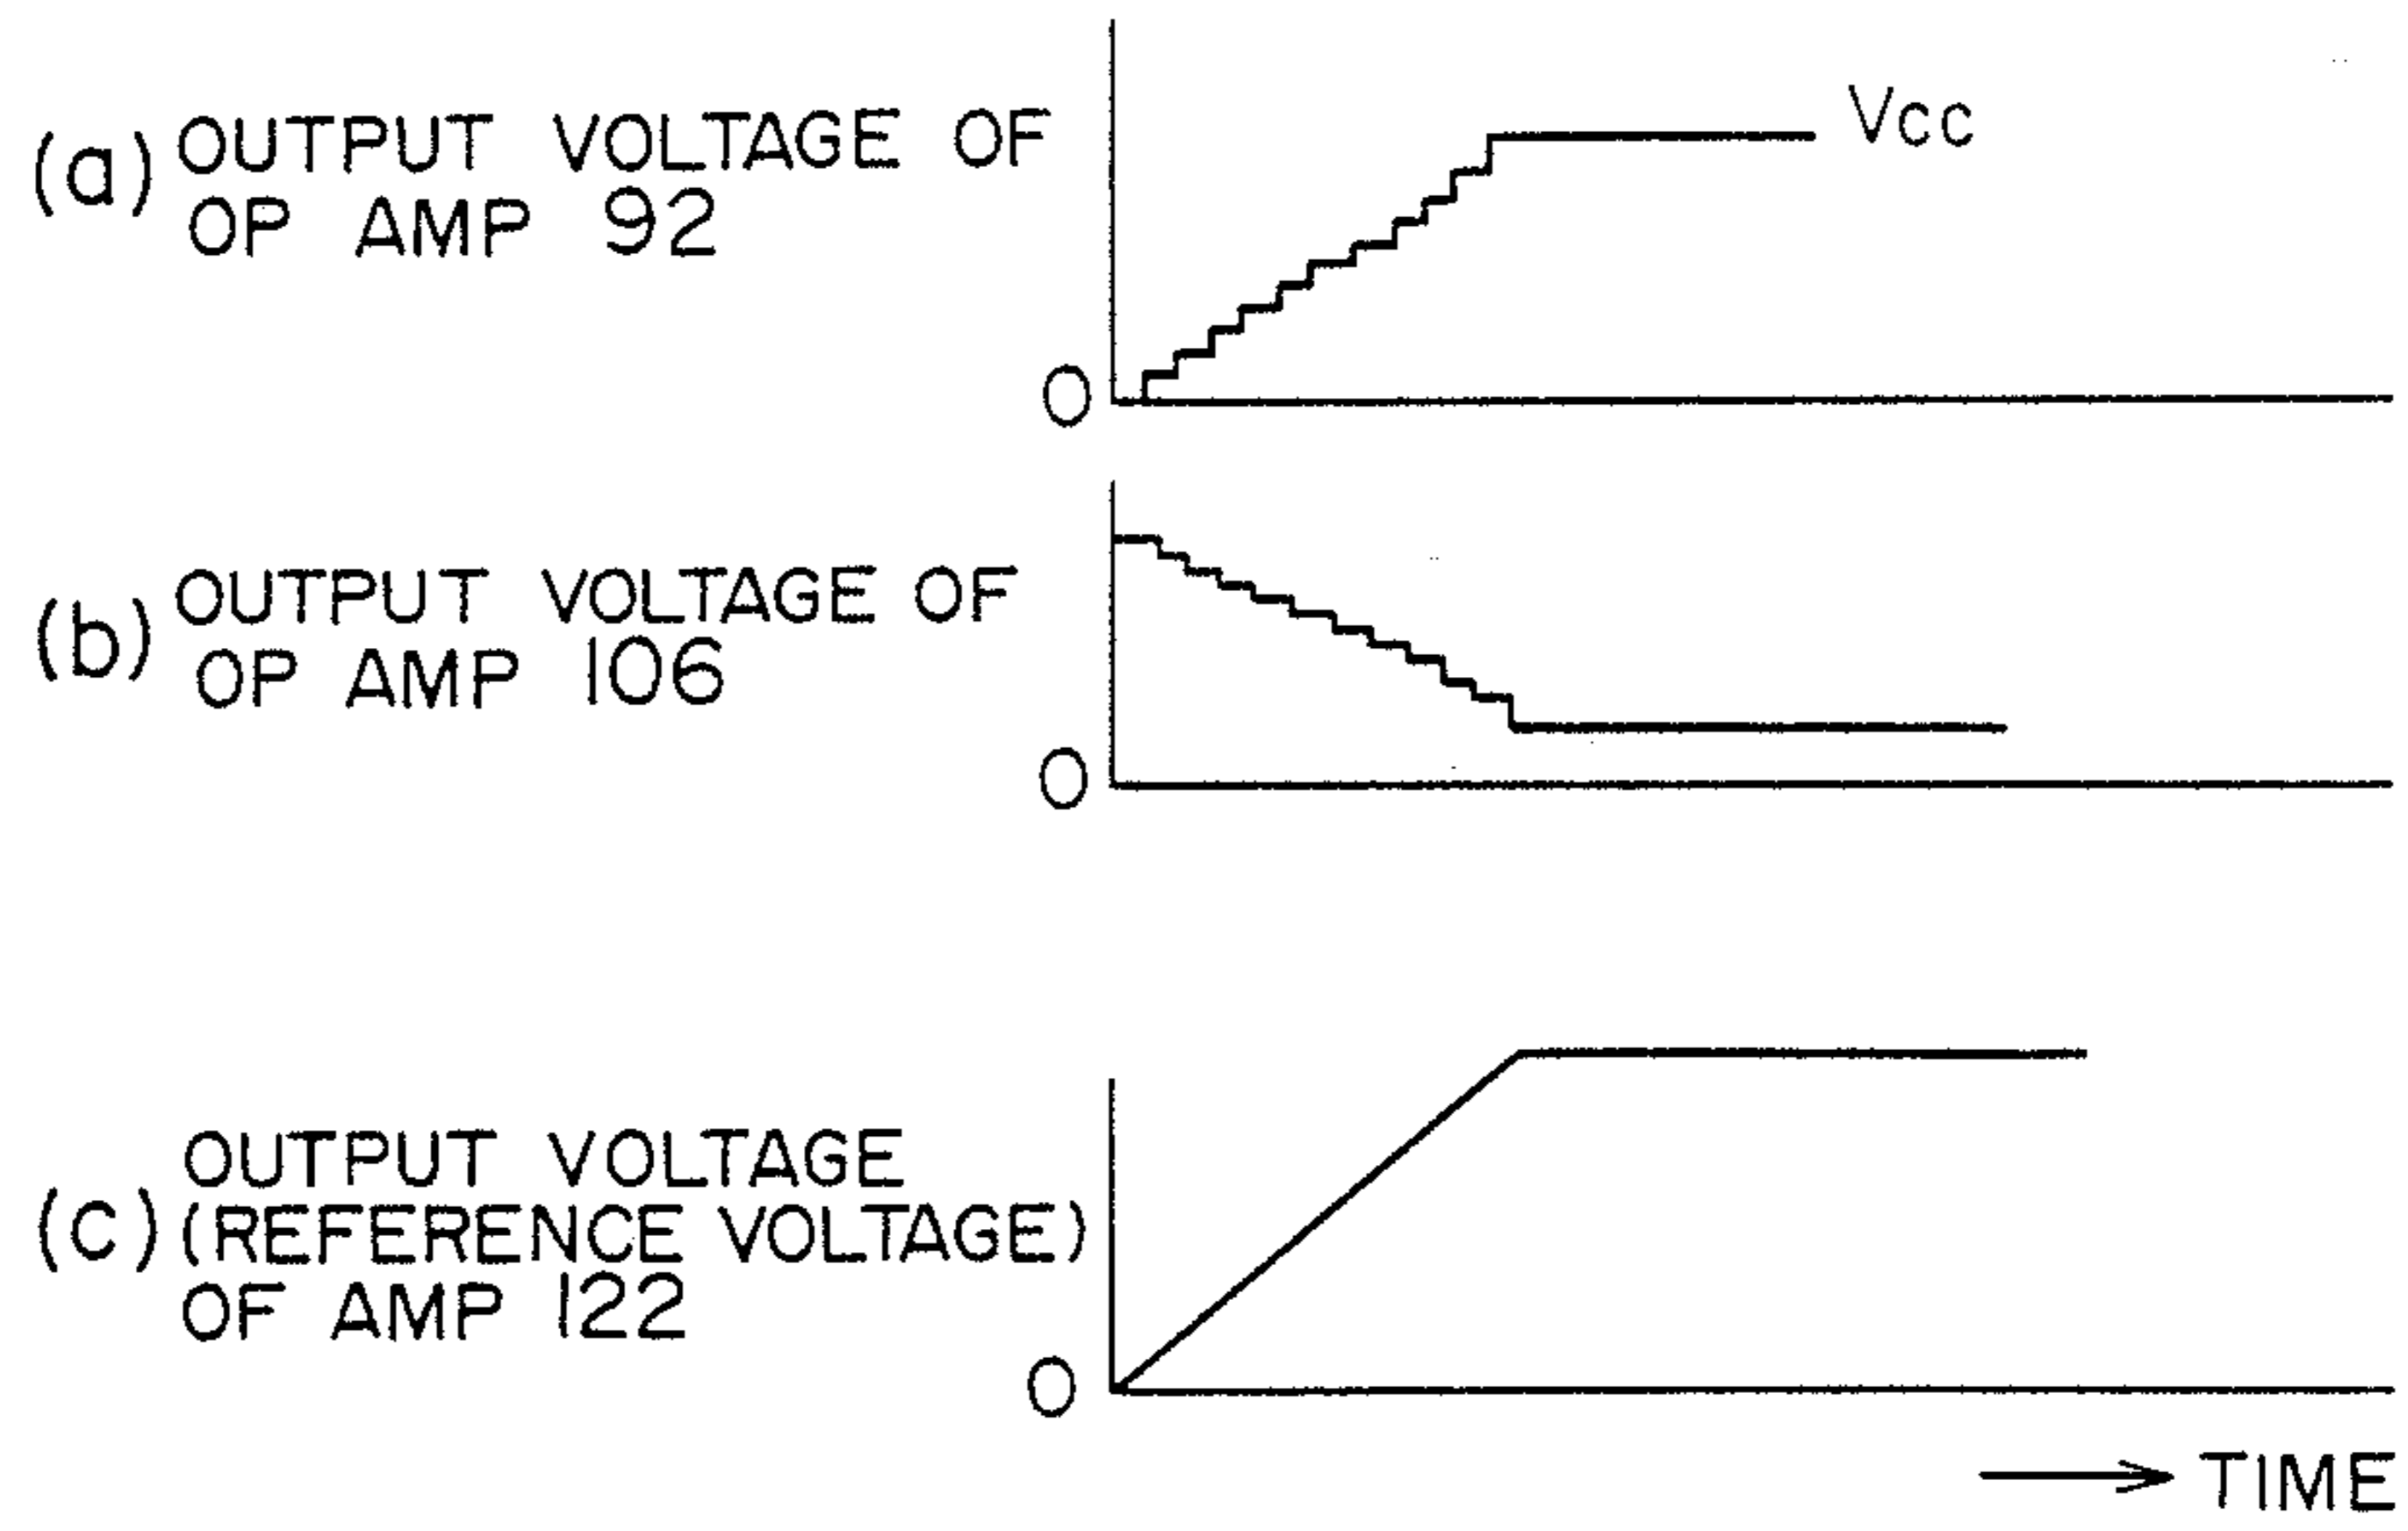 (a) OUTPUT VOLTAGE OF
OP AMP 92
Vcc
0
(b) OUTPUT VOLTAGE OF
OP AMP 106
0
OUTPUT VOLTAGE
(c) (REFERENCE VOLTAGE)
OF AMP 122
0
TIME